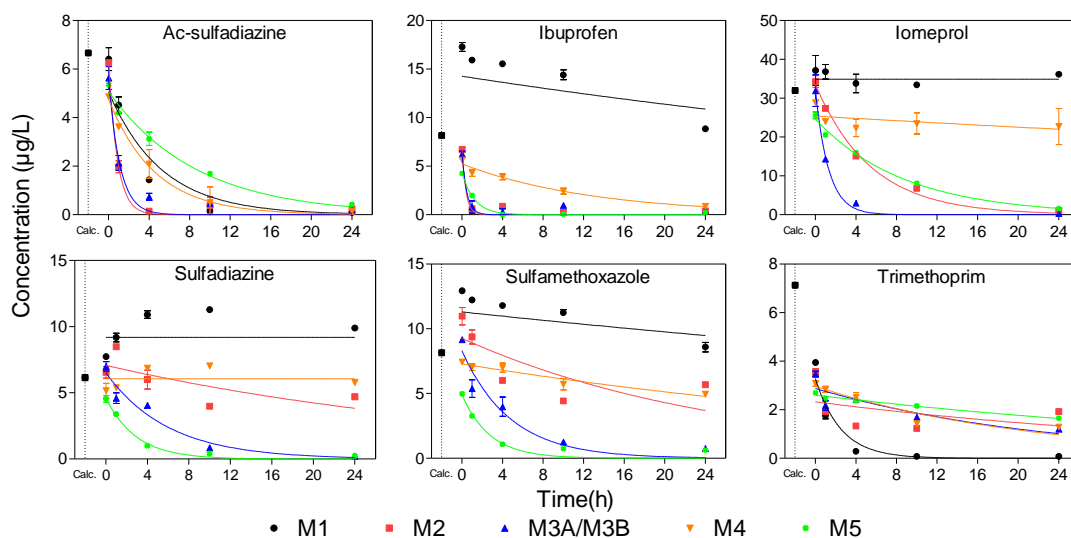 Ac-sulfadiazine
Ibuprofen
Iomeprol
Concentration (µg/L)
8
6
4
2
0
Calc. 0 4 8 12 16 20 24
20
15
10
5
0
Calc. 0 4 8 12 16 20 24
50
40
30
20
10
0
Calc. 0 4 8 12 16 20 24
Sulfadiazine
Sulfamethoxazole
Trimethoprim
15
10
5
0
Calc. 0 4 8 12 16 20 24
15
10
5
0
Calc. 0 4 8 12 16 20 24
8
6
4
2
0
Calc. 0 4 8 12 16 20 24
Time(h)
M1 M2 M3A/M3B M4 M5